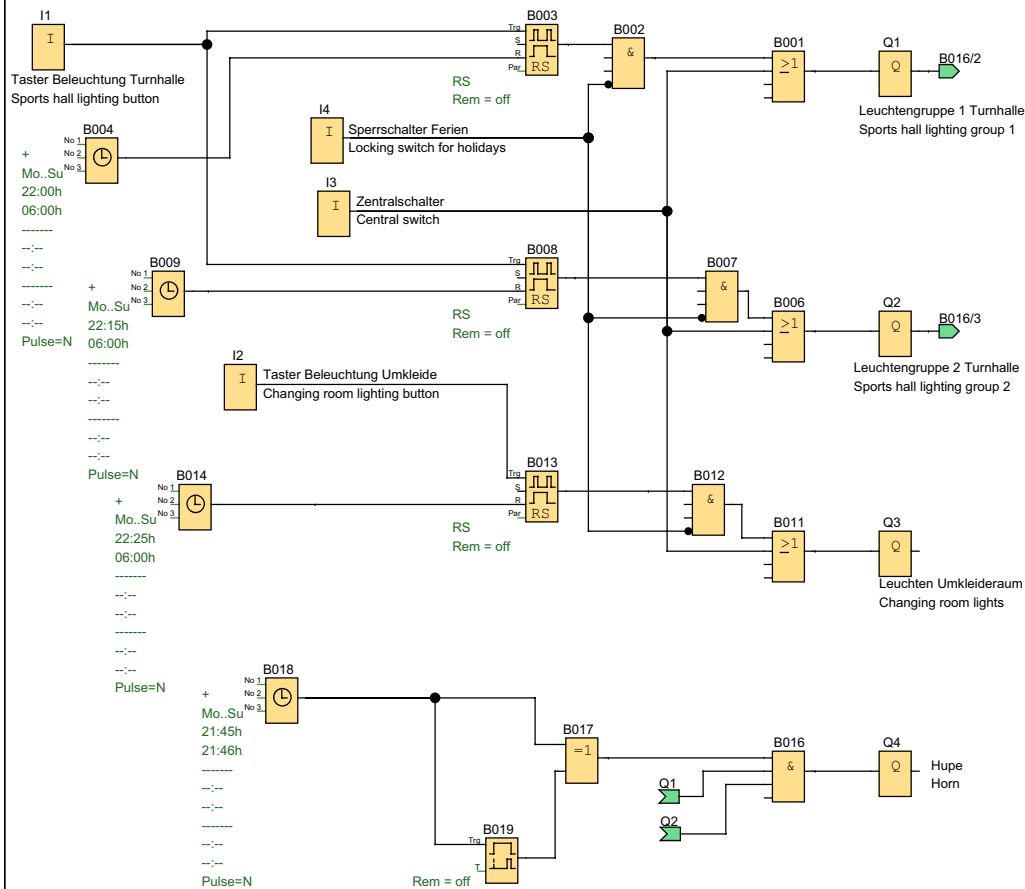 I1
I
Taster Beleuchtung Turnhalle
Sports hall lighting button
B003
Trg
S
R
Par
RS
RS
Rem = off
B002
&
B001
>1
Q1
Q
B016/2
Leuchtengruppe 1 Turnhalle
Sports hall lighting group 1
I4
I
Sperrschalter Ferien
Locking switch for holidays
B004
No 1
No 2
No 3
+
Mo..Su
22:00h
06:00h
-------
--:--
--:--
-------
--:--
--:--
Pulse=N
I3
I
Zentralschalter
Central switch
B009
No 1
No 2
No 3
+
Mo..Su
22:15h
06:00h
-------
--:--
--:--
-------
--:--
--:--
Pulse=N
B008
Trg
S
R
Par
RS
RS
Rem = off
B007
&
B006
>1
Q2
Q
B016/3
Leuchtengruppe 2 Turnhalle
Sports hall lighting group 2
I2
I
Taster Beleuchtung Umkleide
Changing room lighting button
B014
No 1
No 2
No 3
+
Mo..Su
22:25h
06:00h
-------
--:--
--:--
-------
--:--
--:--
Pulse=N
B013
Trg
S
R
Par
RS
RS
Rem = off
B012
&
B011
>1
Q3
Q
Leuchten Umkleideraum
Changing room lights
B018
No 1
No 2
No 3
+
Mo..Su
21:45h
21:46h
-------
--:--
--:--
-------
--:--
--:--
Pulse=N
B017
=1
B016
&
Q4
Q
Hupe
Horn
Q1
Q2
B019
Trg
T
Rem = off